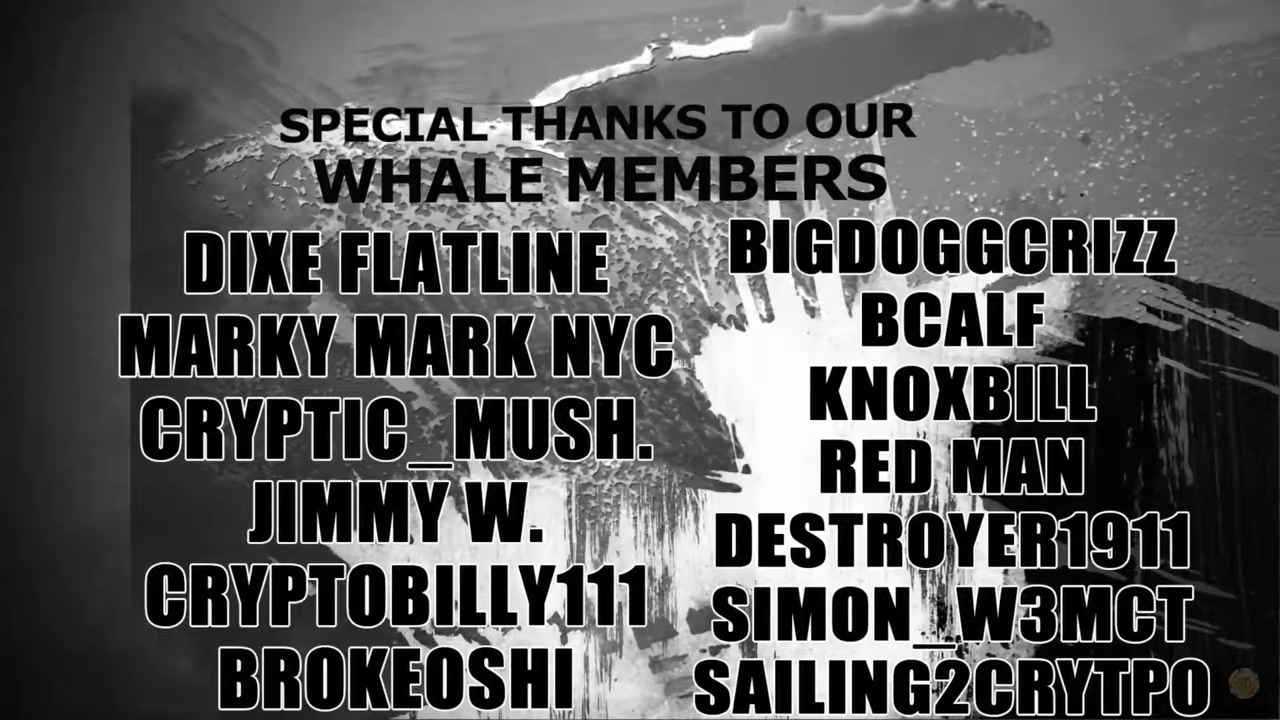 SPECIAL THANKS TO OUR
WHALE MEMBERS
DIXE FLATLINE
MARKY MARK NYC
CRYPTIC_MUSH.
JIMMY W.
CRYPTOBILLY111
BROKEOSHI
BIGDOGGCRIZZ
BCALF
KNOXBILL
RED MAN
DESTROYER1911
SIMON_W3MCT
SAILING2CRYTPO